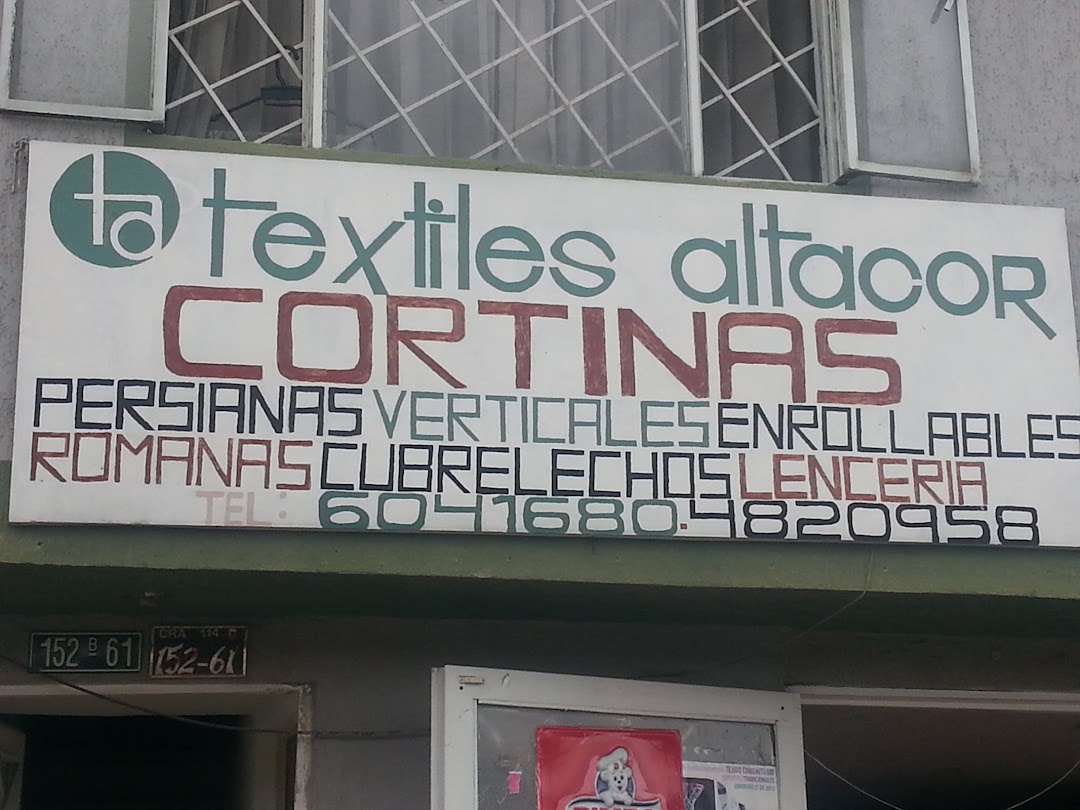 ta textiles altacor
CORTINAS
PERSIANAS VERTICALES ENROLLABLES
ROMANAS CUBRELECHOS LENCERIA
TEL: 6041680.4820958
152 B 61
CRA 114
152-61